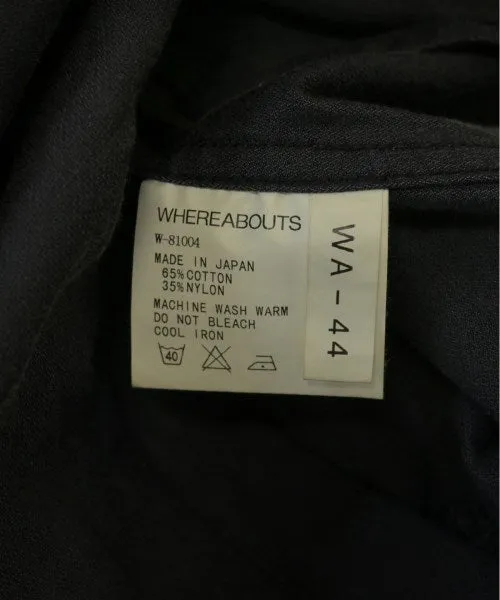 WHEREABOUTS
W-81004
MADE IN JAPAN
65%COTTON
35%NYLON
MACHINE WASH WARM
DO NOT BLEACH
COOL IRON
40
WA-44